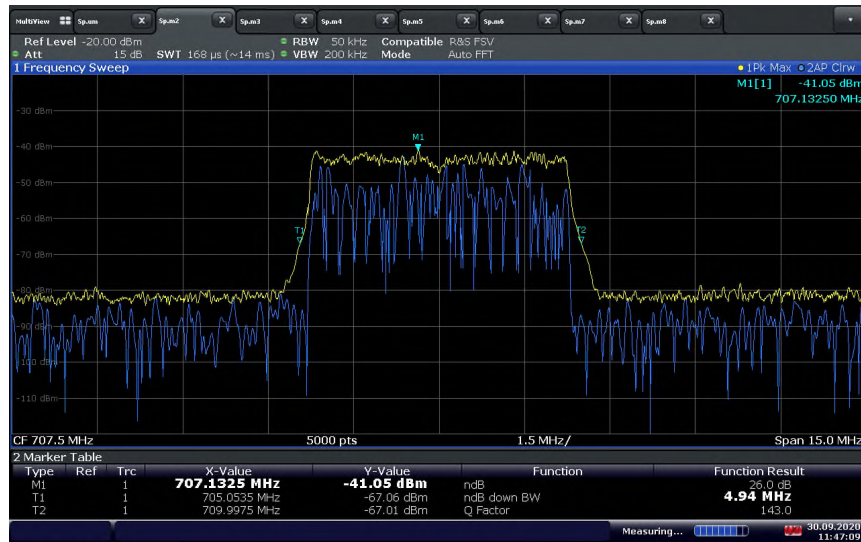 MultiView Sp.um X Sp.m2 X Sp.m3 X Sp.m4 X Sp.m5 X Sp.m6 X Sp.m7 X Sp.m8 X
Ref Level -20.00 dBm RBW 50 kHz Compatible R&S FSV
Att 15 dB SWT 168 µs (~14 ms) VBW 200 kHz Mode Auto FFT
1 Frequency Sweep 1Pk Max 2AP Clrw
M1[1] -41.05 dBm
707.13250 MHz
-30 dBm
M1
-40 dBm
-50 dBm
-60 dBm
T1 T2
-70 dBm
-80 dBm
-90 dBm
-100 dBm
-110 dBm
CF 707.5 MHz 5000 pts 1.5 MHz/ Span 15.0 MHz
2 Marker Table
Type Ref Trc X-Value Y-Value Function Function Result
M1 1 707.1325 MHz -41.05 dBm ndB 26.0 dB
T1 1 705.0535 MHz -67.06 dBm ndB down BW 4.94 MHz
T2 1 709.9975 MHz -67.01 dBm Q Factor 143.0
Measuring... 30.09.2020
11:47:09